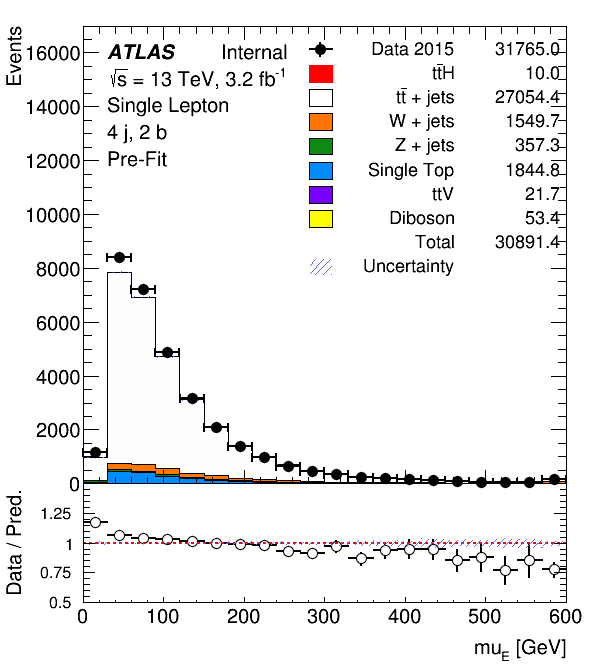 Events
16000
14000
12000
10000
8000
6000
4000
2000
0
ATLAS Internal
√s = 13 TeV, 3.2 fb⁻¹
Single Lepton
4 j, 2 b
Pre-Fit
Data 2015 31765.0
tt̄H 10.0
tt̄ + jets 27054.4
W + jets 1549.7
Z + jets 357.3
Single Top 1844.8
ttV 21.7
Diboson 53.4
Total 30891.4
Uncertainty
Data / Pred.
1.25
1
0.75
0.5
0 100 200 300 400 500 600
mu_E [GeV]